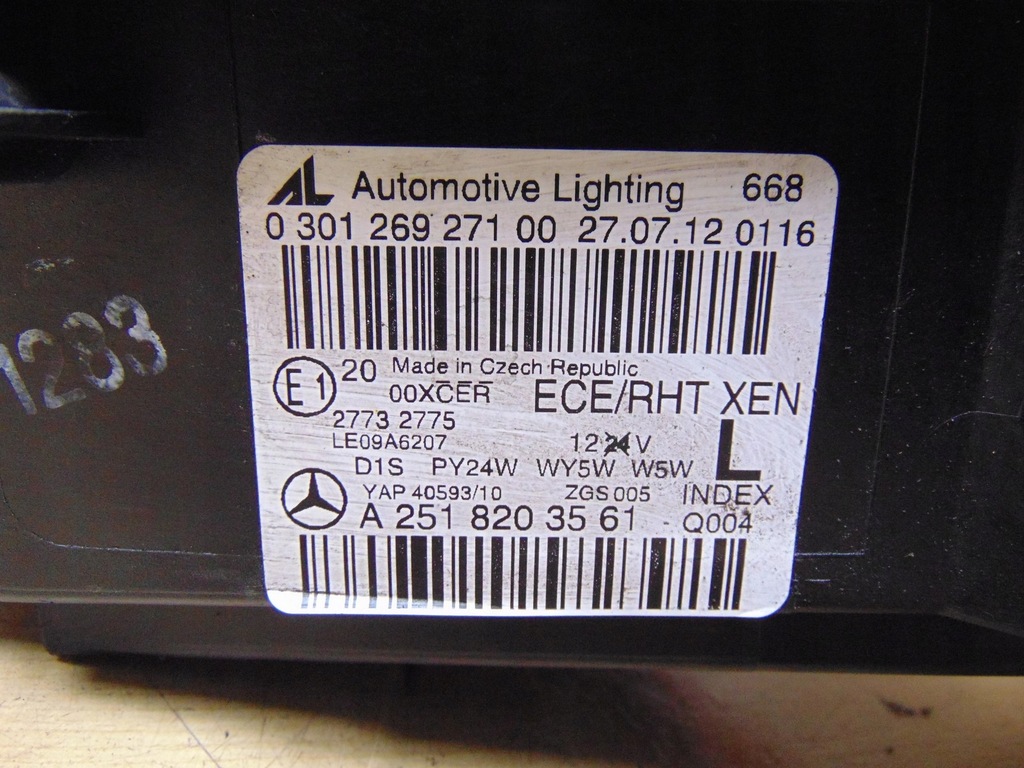 AL Automotive Lighting 668
0 301 269 271 00 27.07.12 0116
E1 20 Made in Czech Republic
00XCER ECE/RHT XEN
2773 2775
LE09A6207 12 24 V L
D1S PY24W WY5W W5W
YAP 40593/10 ZGS 005 INDEX
A 251 820 35 61 Q004
1283